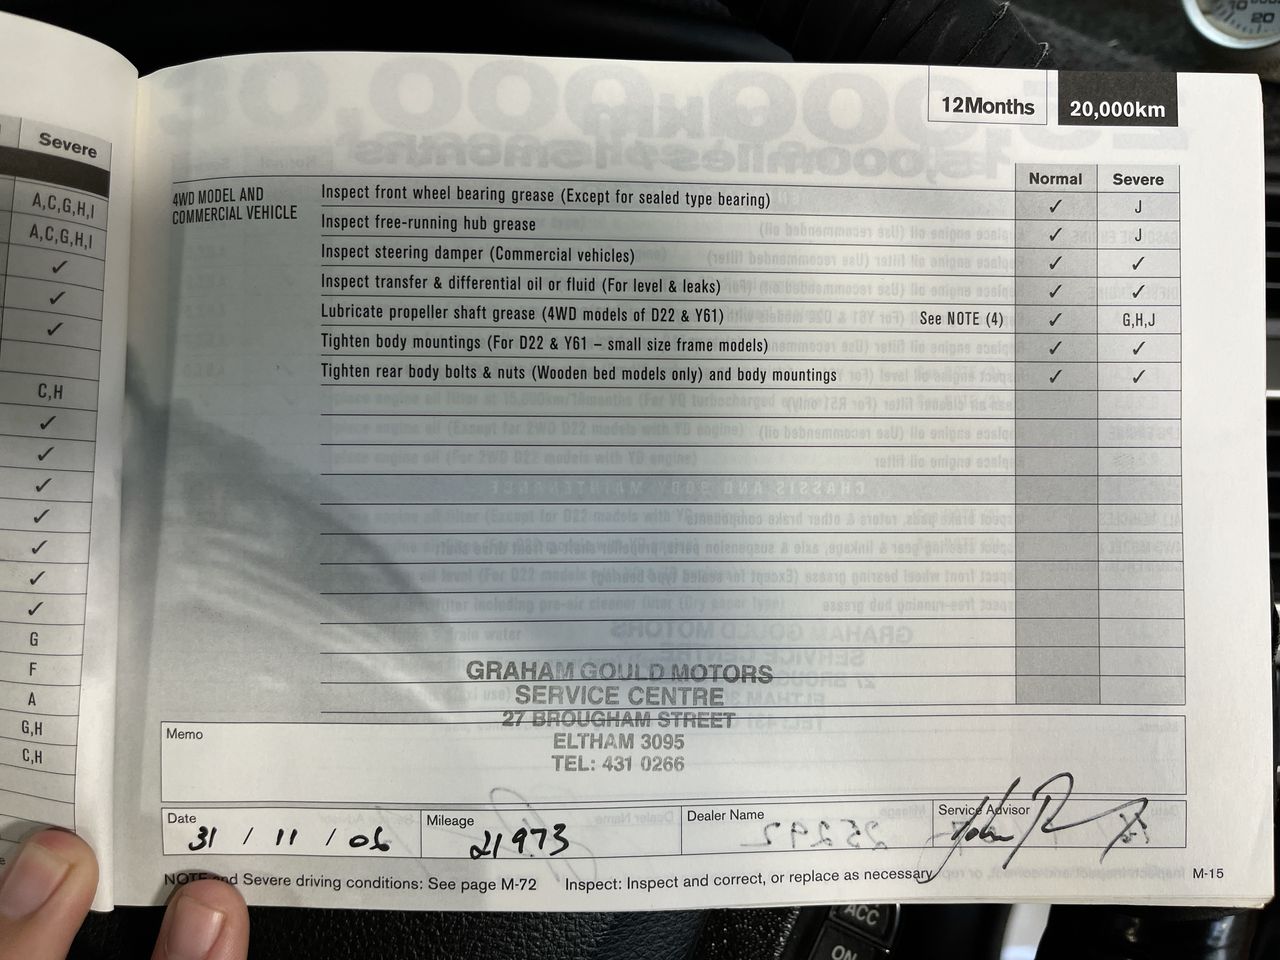 Severe
A,C,G,H,I
A,C,G,H,I
✓
✓
✓
C,H
✓
✓
✓
✓
✓
✓
✓
G
F
A
G,H
C,H
12Months 20,000km
Normal Severe
4WD MODEL AND
COMMERCIAL VEHICLE
Inspect front wheel bearing grease (Except for sealed type bearing) ✓ J
Inspect free-running hub grease ✓ J
Inspect steering damper (Commercial vehicles) ✓ ✓
Inspect transfer & differential oil or fluid (For level & leaks) ✓ ✓
Lubricate propeller shaft grease (4WD models of D22 & Y61) See NOTE (4) ✓ G,H,J
Tighten body mountings (For D22 & Y61 – small size frame models) ✓ ✓
Tighten rear body bolts & nuts (Wooden bed models only) and body mountings ✓ ✓
GRAHAM GOULD MOTORS
SERVICE CENTRE
27 BROUGHAM STREET
ELTHAM 3095
TEL: 431 0266
Memo
Date Mileage Dealer Name Service Advisor
31 / 11 / 06 21973
NOTE and Severe driving conditions: See page M-72 Inspect: Inspect and correct, or replace as necessary M-15
ACC
ON
10
20